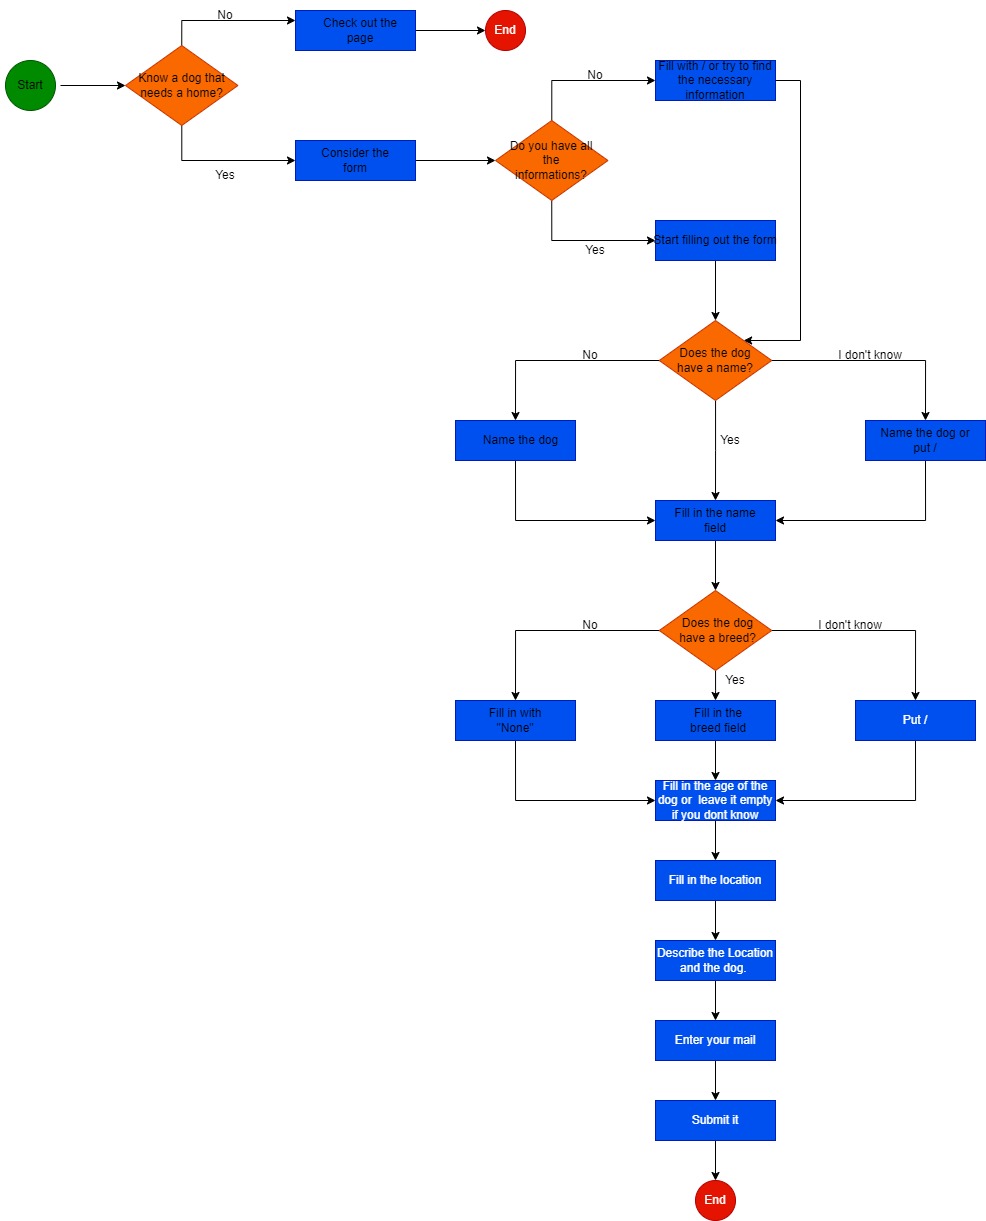 No
Check out the
page
End
Start
Know a dog that
needs a home?
Yes
Consider the
form
No
Fill with / or try to find
the necessary
information
Do you have all
the
informations?
Yes
Start filling out the form
No
Does the dog
have a name?
I don't know
Name the dog
Yes
Name the dog or
put /
Fill in the name
field
No
Does the dog
have a breed?
I don't know
Yes
Fill in with
"None"
Fill in the
breed field
Put /
Fill in the age of the
dog or leave it empty
if you dont know
Fill in the location
Describe the Location
and the dog.
Enter your mail
Submit it
End